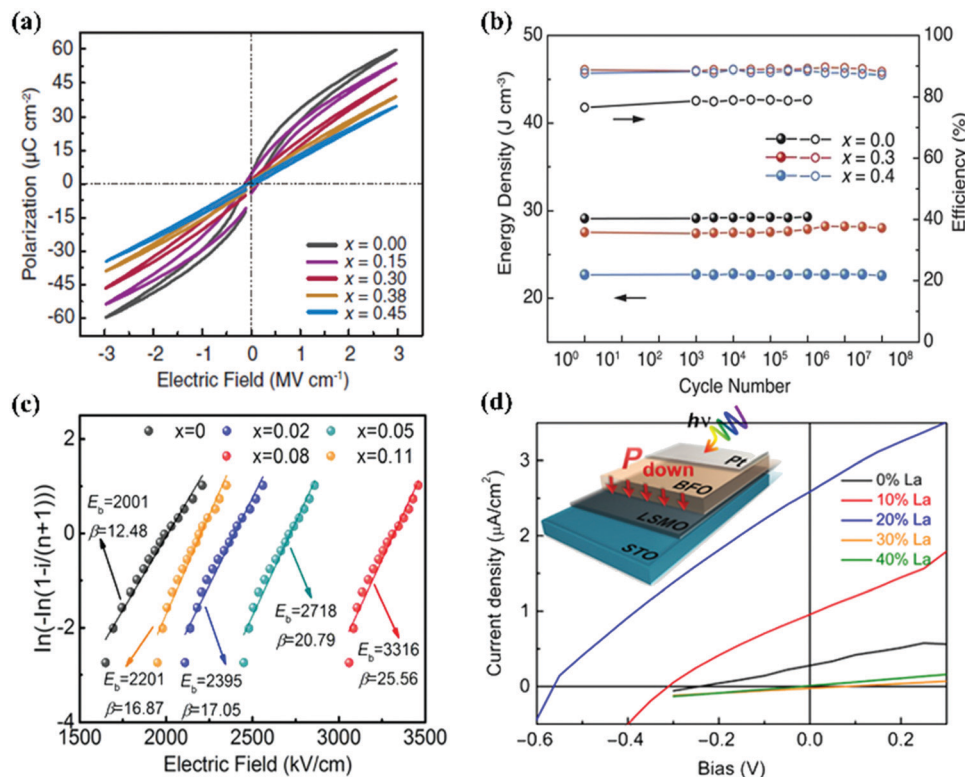 (a)
60
45
30
15
0
-15
-30
-45
-60
Polarization (µC cm⁻²)
x = 0.00
x = 0.15
x = 0.30
x = 0.38
x = 0.45
-3 -2 -1 0 1 2 3
Electric Field (MV cm⁻¹)
(b)
50
45
40
35
30
25
20
Energy Density (J cm⁻³)
x = 0.0
x = 0.3
x = 0.4
100
80
60
40
20
0
Efficiency (%)
10⁰ 10¹ 10² 10³ 10⁴ 10⁵ 10⁶ 10⁷ 10⁸
Cycle Number
(c)
2
0
-2
-4
ln(-ln(1-i/(n+1)))
x=0 x=0.02 x=0.05
x=0.08 x=0.11
E_b=2001
β=12.48
E_b=2718
β=20.79
E_b=2201
β=16.87
E_b=2395
β=17.05
E_b=3316
β=25.56
1500 2000 2500 3000 3500
Electric Field (kV/cm)
(d)
3
2
1
0
Current density (µA/cm²)
hν
P down
Pt
BFO
LSMO
STO
0% La
10% La
20% La
30% La
40% La
-0.6 -0.4 -0.2 0.0 0.2
Bias (V)